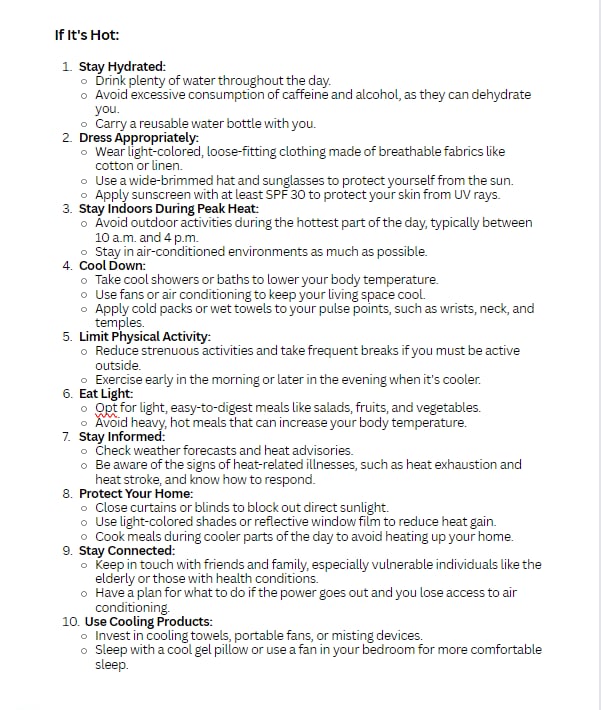 If It's Hot:
1. Stay Hydrated:
○ Drink plenty of water throughout the day.
○ Avoid excessive consumption of caffeine and alcohol, as they can dehydrate
you.
○ Carry a reusable water bottle with you.
2. Dress Appropriately:
○ Wear light-colored, loose-fitting clothing made of breathable fabrics like
cotton or linen.
○ Use a wide-brimmed hat and sunglasses to protect yourself from the sun.
○ Apply sunscreen with at least SPF 30 to protect your skin from UV rays.
3. Stay Indoors During Peak Heat:
○ Avoid outdoor activities during the hottest part of the day, typically between
10 a.m. and 4 p.m.
○ Stay in air-conditioned environments as much as possible.
4. Cool Down:
○ Take cool showers or baths to lower your body temperature.
○ Use fans or air conditioning to keep your living space cool.
○ Apply cold packs or wet towels to your pulse points, such as wrists, neck, and
temples.
5. Limit Physical Activity:
○ Reduce strenuous activities and take frequent breaks if you must be active
outside.
○ Exercise early in the morning or later in the evening when it's cooler.
6. Eat Light:
○ Opt for light, easy-to-digest meals like salads, fruits, and vegetables.
○ Avoid heavy, hot meals that can increase your body temperature.
7. Stay Informed:
○ Check weather forecasts and heat advisories.
○ Be aware of the signs of heat-related illnesses, such as heat exhaustion and
heat stroke, and know how to respond.
8. Protect Your Home:
○ Close curtains or blinds to block out direct sunlight.
○ Use light-colored shades or reflective window film to reduce heat gain.
○ Cook meals during cooler parts of the day to avoid heating up your home.
9. Stay Connected:
○ Keep in touch with friends and family, especially vulnerable individuals like the
elderly or those with health conditions.
○ Have a plan for what to do if the power goes out and you lose access to air
conditioning.
10. Use Cooling Products:
○ Invest in cooling towels, portable fans, or misting devices.
○ Sleep with a cool gel pillow or use a fan in your bedroom for more comfortable
sleep.